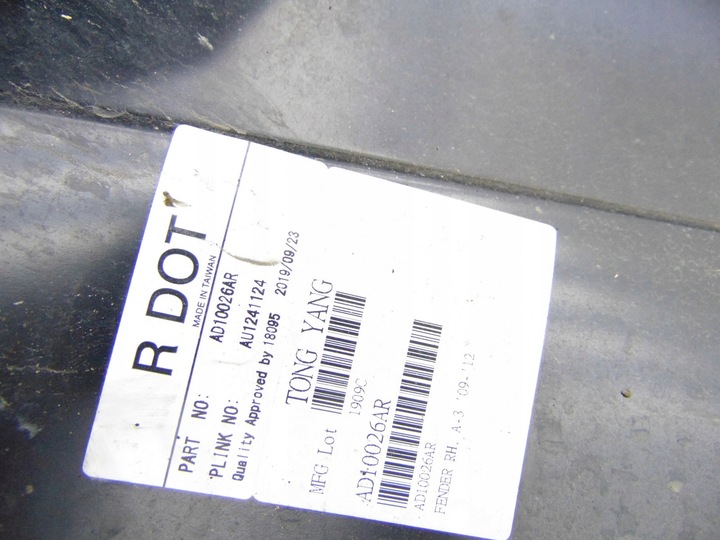 R DOT
MADE IN TAIWAN
PART NO: AD10026AR
PLINK NO: AU1241124
Quality Approved by 18095 2019/09/23
TONG YANG
MFG Lot 1909C
AD10026AR
AD10026AR
FENDER RH. A-3 '09-'12